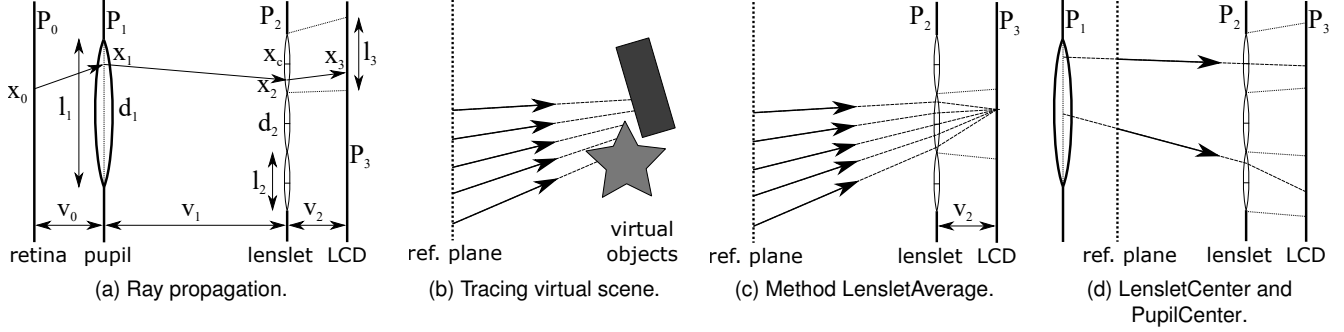 P0 P1 P2
x1 xc x3 l3
x0 l1 d1 x2
d2
l2 P3
v0 v1 v2
retina pupil lenslet LCD
(a) Ray propagation.
virtual
objects
ref. plane
(b) Tracing virtual scene.
P2
P3
v2
ref. plane lenslet LCD
(c) Method LensletAverage.
P1 P2 P3
ref. plane lenslet LCD
(d) LensletCenter and
PupilCenter.